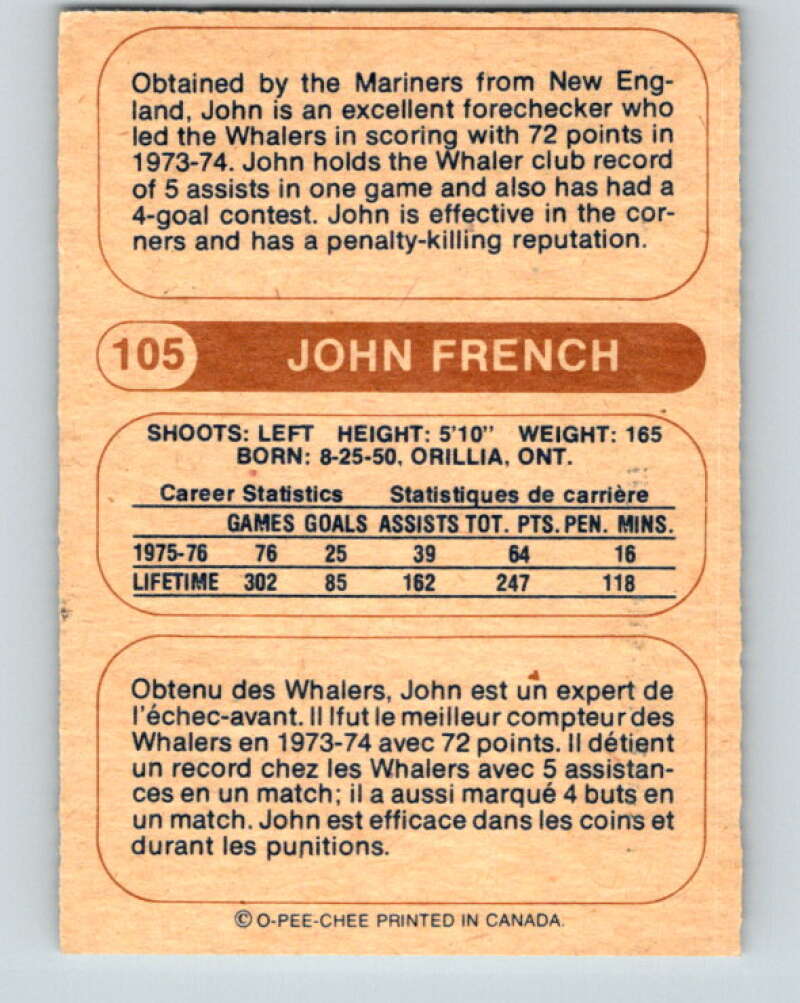 Obtained by the Mariners from New Eng-
land, John is an excellent forechecker who
led the Whalers in scoring with 72 points in
1973-74. John holds the Whaler club record
of 5 assists in one game and also has had a
4-goal contest. John is effective in the cor-
ners and has a penalty-killing reputation.
105 JOHN FRENCH
SHOOTS: LEFT HEIGHT: 5'10" WEIGHT: 165
BORN: 8-25-50, ORILLIA, ONT.
Career Statistics Statistiques de carrière
GAMES GOALS ASSISTS TOT. PTS. PEN. MINS.
1975-76 76 25 39 64 16
LIFETIME 302 85 162 247 118
Obtenu des Whalers, John est un expert de
l'échec-avant. Il lfut le meilleur compteur des
Whalers en 1973-74 avec 72 points. Il détient
un record chez les Whalers avec 5 assistan-
ces en un match; il a aussi marqué 4 buts en
un match. John est efficace dans les coins et
durant les punitions.
© O-PEE-CHEE PRINTED IN CANADA.